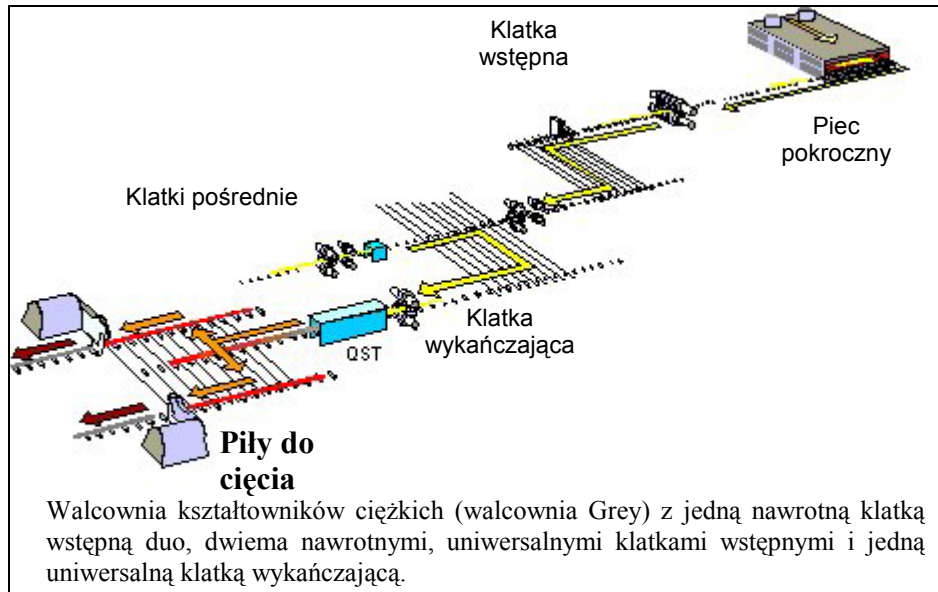 Klatka
wstępna
Piec
pokroczny
Klatki pośrednie
Klatka
wykańczająca
QST
Piły do
cięcia
Walcownia kształtowników ciężkich (walcownia Grey) z jedną nawrotną klatką
wstępną duo, dwiema nawrotnymi, uniwersalnymi klatkami wstępnymi i jedną
uniwersalną klatką wykańczającą.